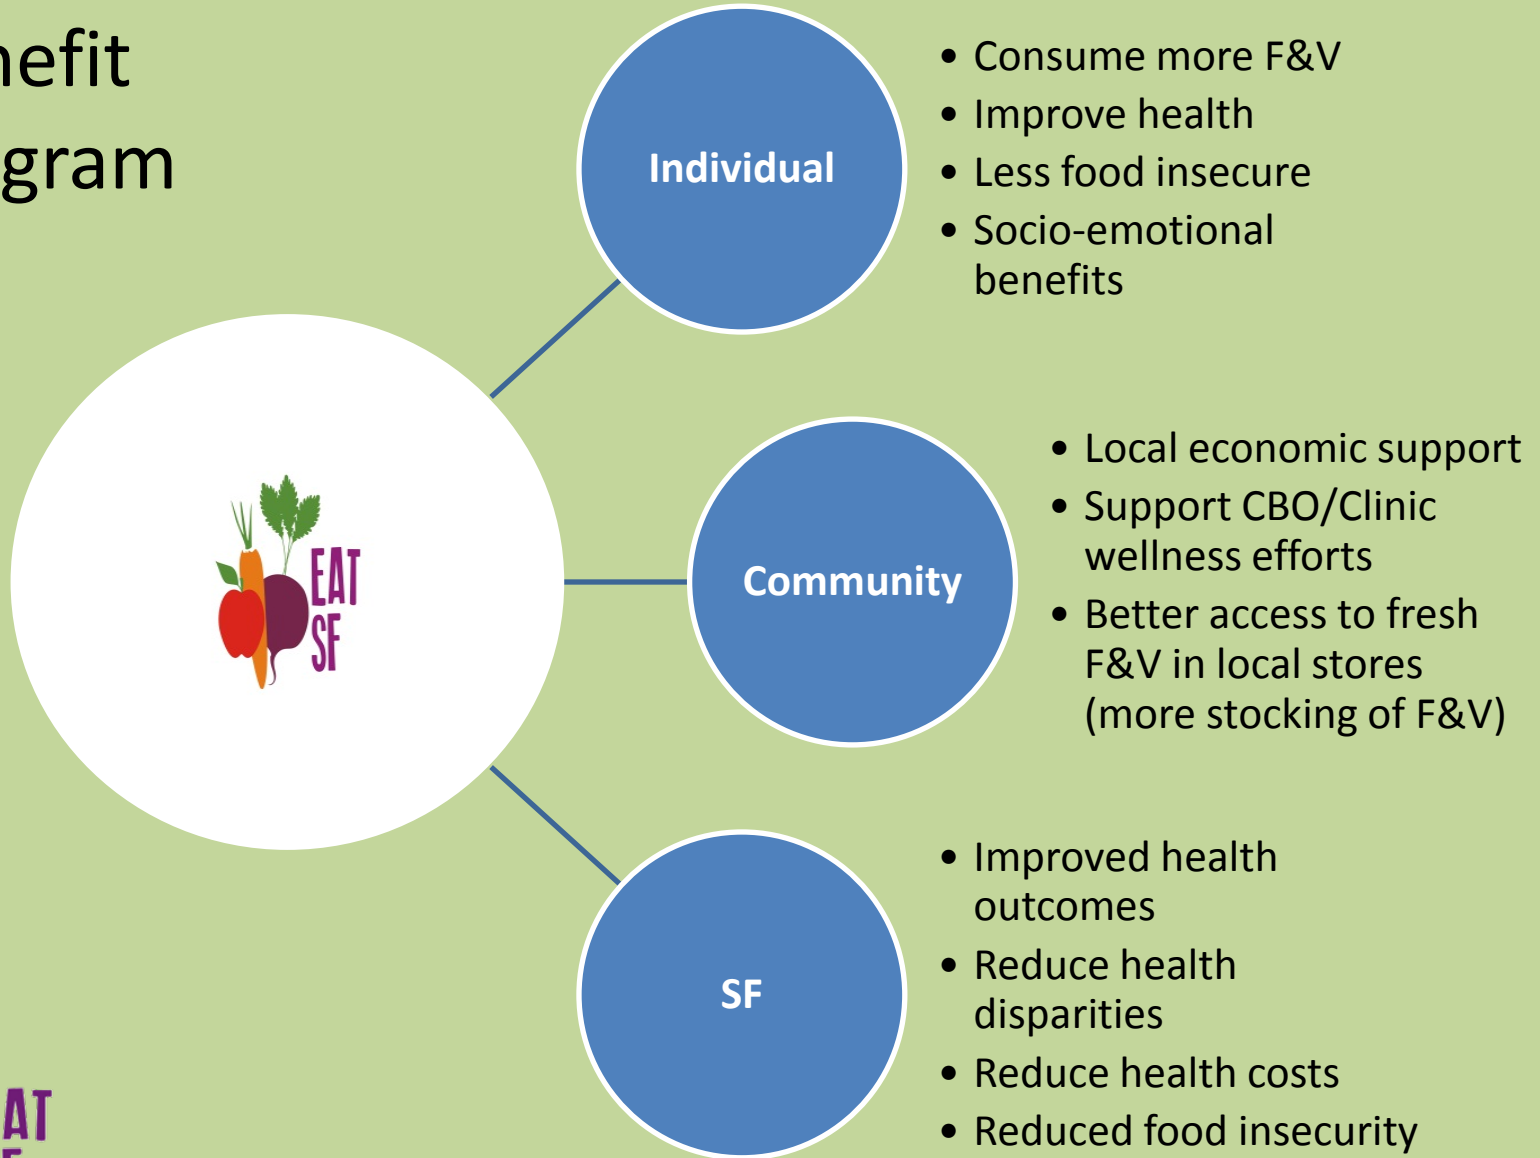 nefit
gram
Individual
• Consume more F&V
• Improve health
• Less food insecure
• Socio-emotional
benefits
EAT
SF
Community
• Local economic support
• Support CBO/Clinic
wellness efforts
• Better access to fresh
F&V in local stores
(more stocking of F&V)
SF
• Improved health
outcomes
• Reduce health
disparities
• Reduce health costs
• Reduced food insecurity
AT